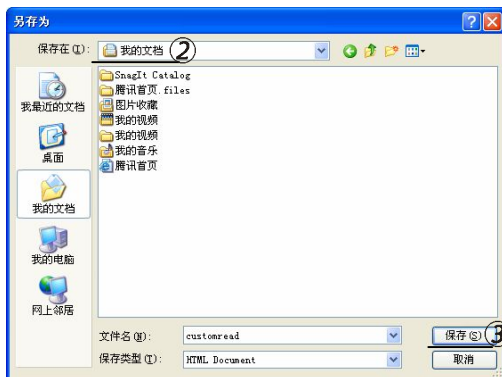 另存为
保存在(I):
我的文档
②
SnagIt Catalog
腾讯首页.files
图片收藏
我的视频
我的视频
我的音乐
腾讯首页
我最近的文档
桌面
我的文档
我的电脑
网上邻居
文件名(N):
customread
保存(S)
③
保存类型(T):
HTML Document
取消